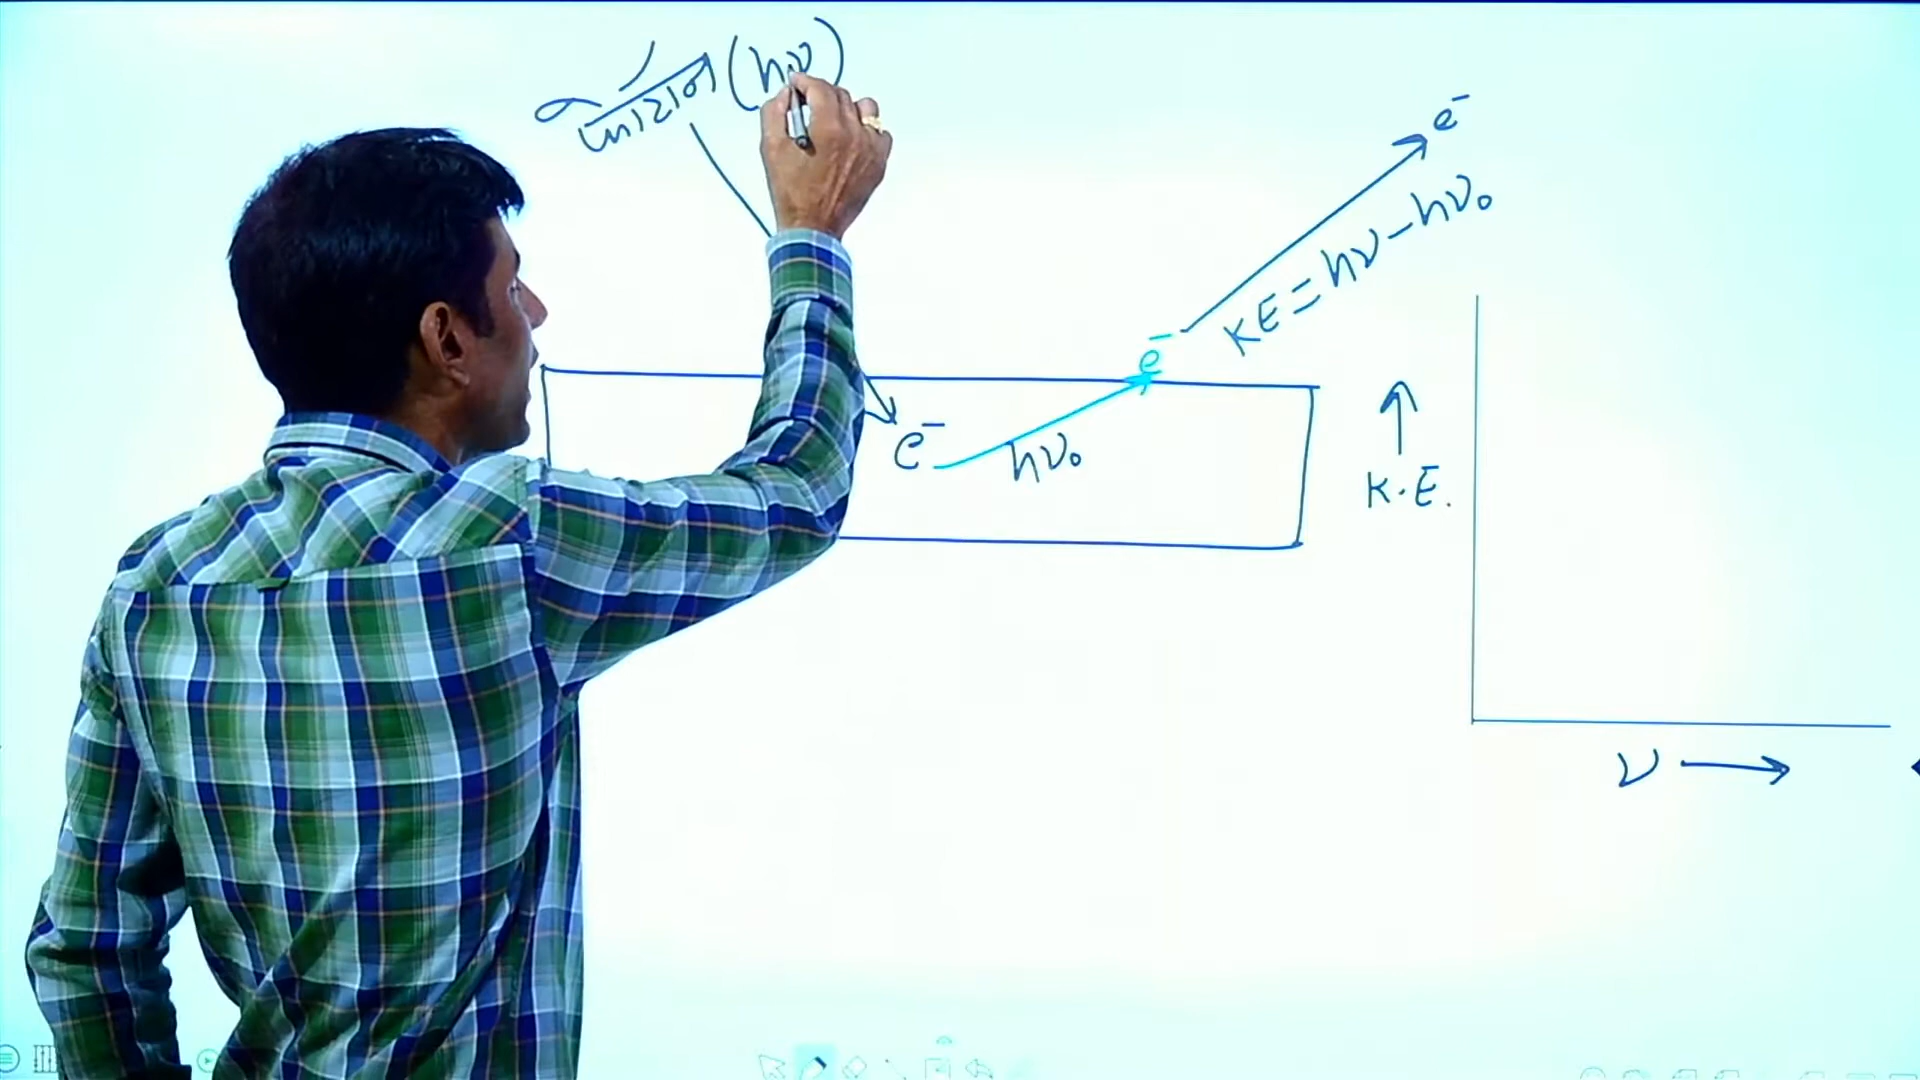 (hν)
e⁻
KE = hν – hν₀
e⁻
e⁻
hν₀
K.E.
ν